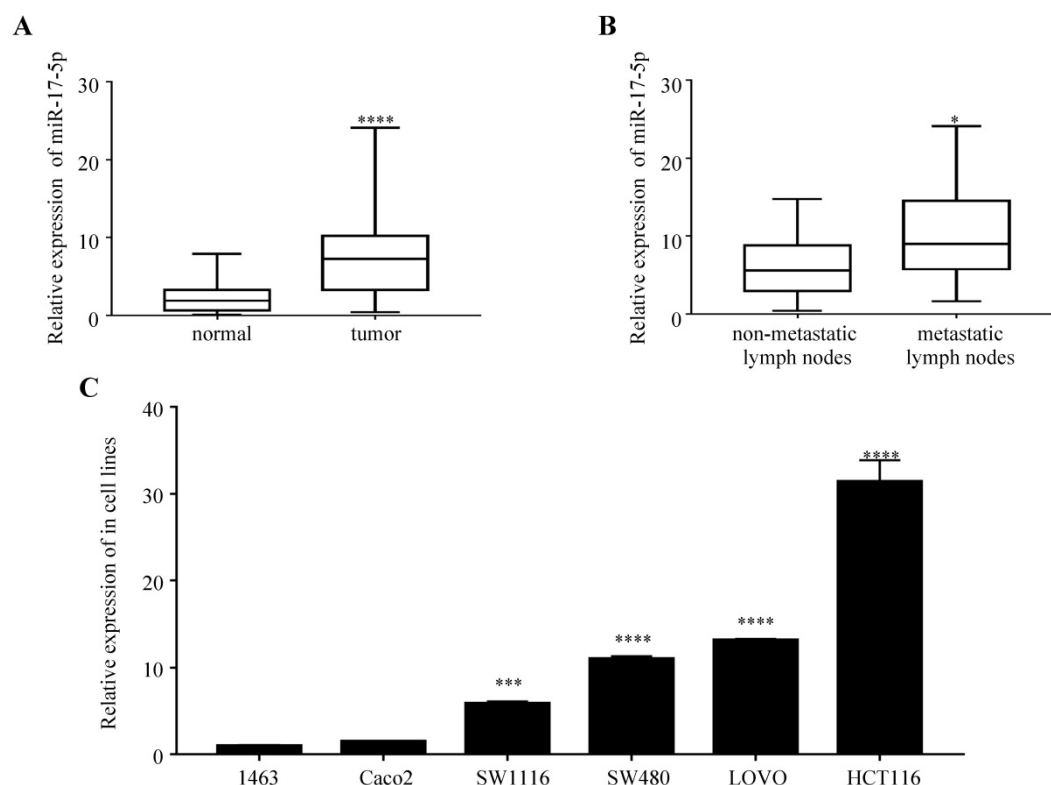 A
Relative expression of miR-17-5p
30
20
10
0
****
normal
tumor
B
Relative expression of miR-17-5p
30
20
10
0
*
non-metastatic
lymph nodes
metastatic
lymph nodes
C
Relative expression of in cell lines
40
30
20
10
0
***
****
****
****
1463
Caco2
SW1116
SW480
LOVO
HCT116